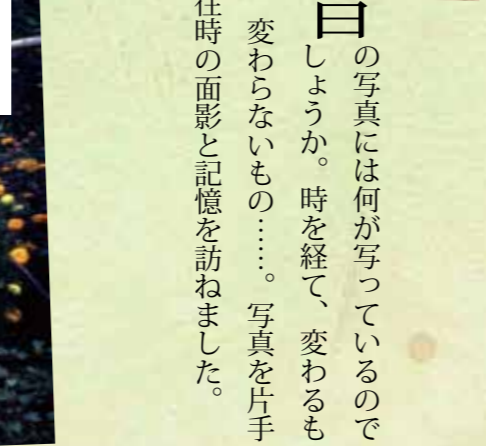 昔の写真には何が写っているので
しょうか。時を経て、変わるも
変わらないもの……。写真を片手
往時の面影と記憶を訪ねました。